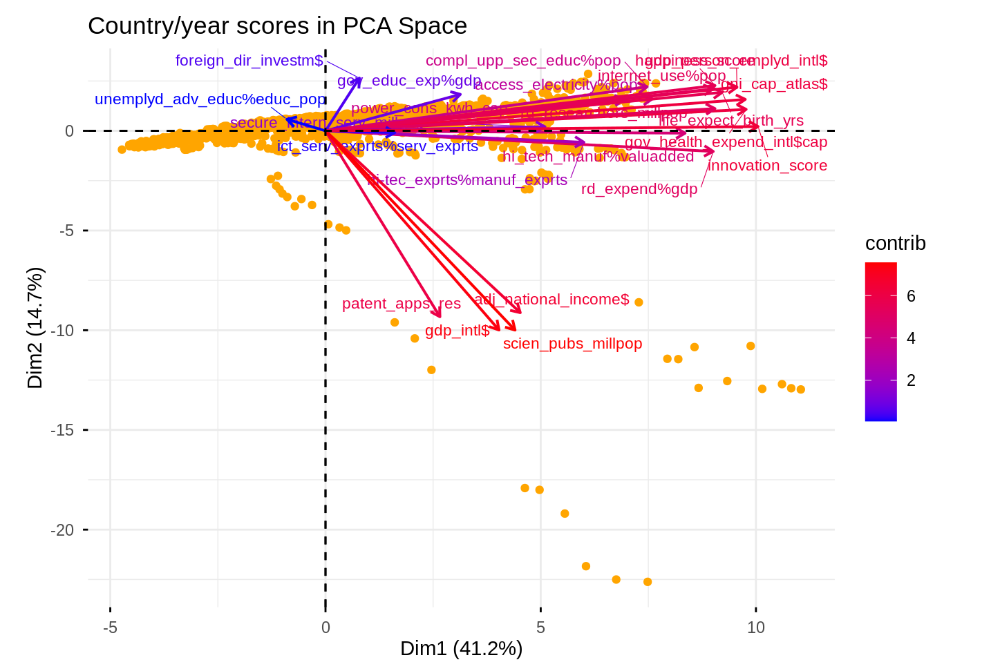 Country/year scores in PCA Space
foreign_dir_investm$
compl_upp_sec_educ%pop
happiness_score
gdp_person_emplyd_intl$
gov_educ_exp%gdp
internet_use%pop
access_electricity%pop
gni_cap_atlas$
unemplyd_adv_educ%educ_pop
life_expect_birth_yrs
ict_serv_exprts%serv_exprts
gov_health_expend_intl$cap
hi_tech_manuf%valuadded
innovation_score
hi-tec_exprts%manuf_exprts
rd_expend%gdp
patent_apps_res
adj_national_income$
gdp_intl$
scien_pubs_millpop
0
-5
-10
-15
-20
Dim2 (14.7%)
-5
0
5
10
Dim1 (41.2%)
contrib
6
4
2